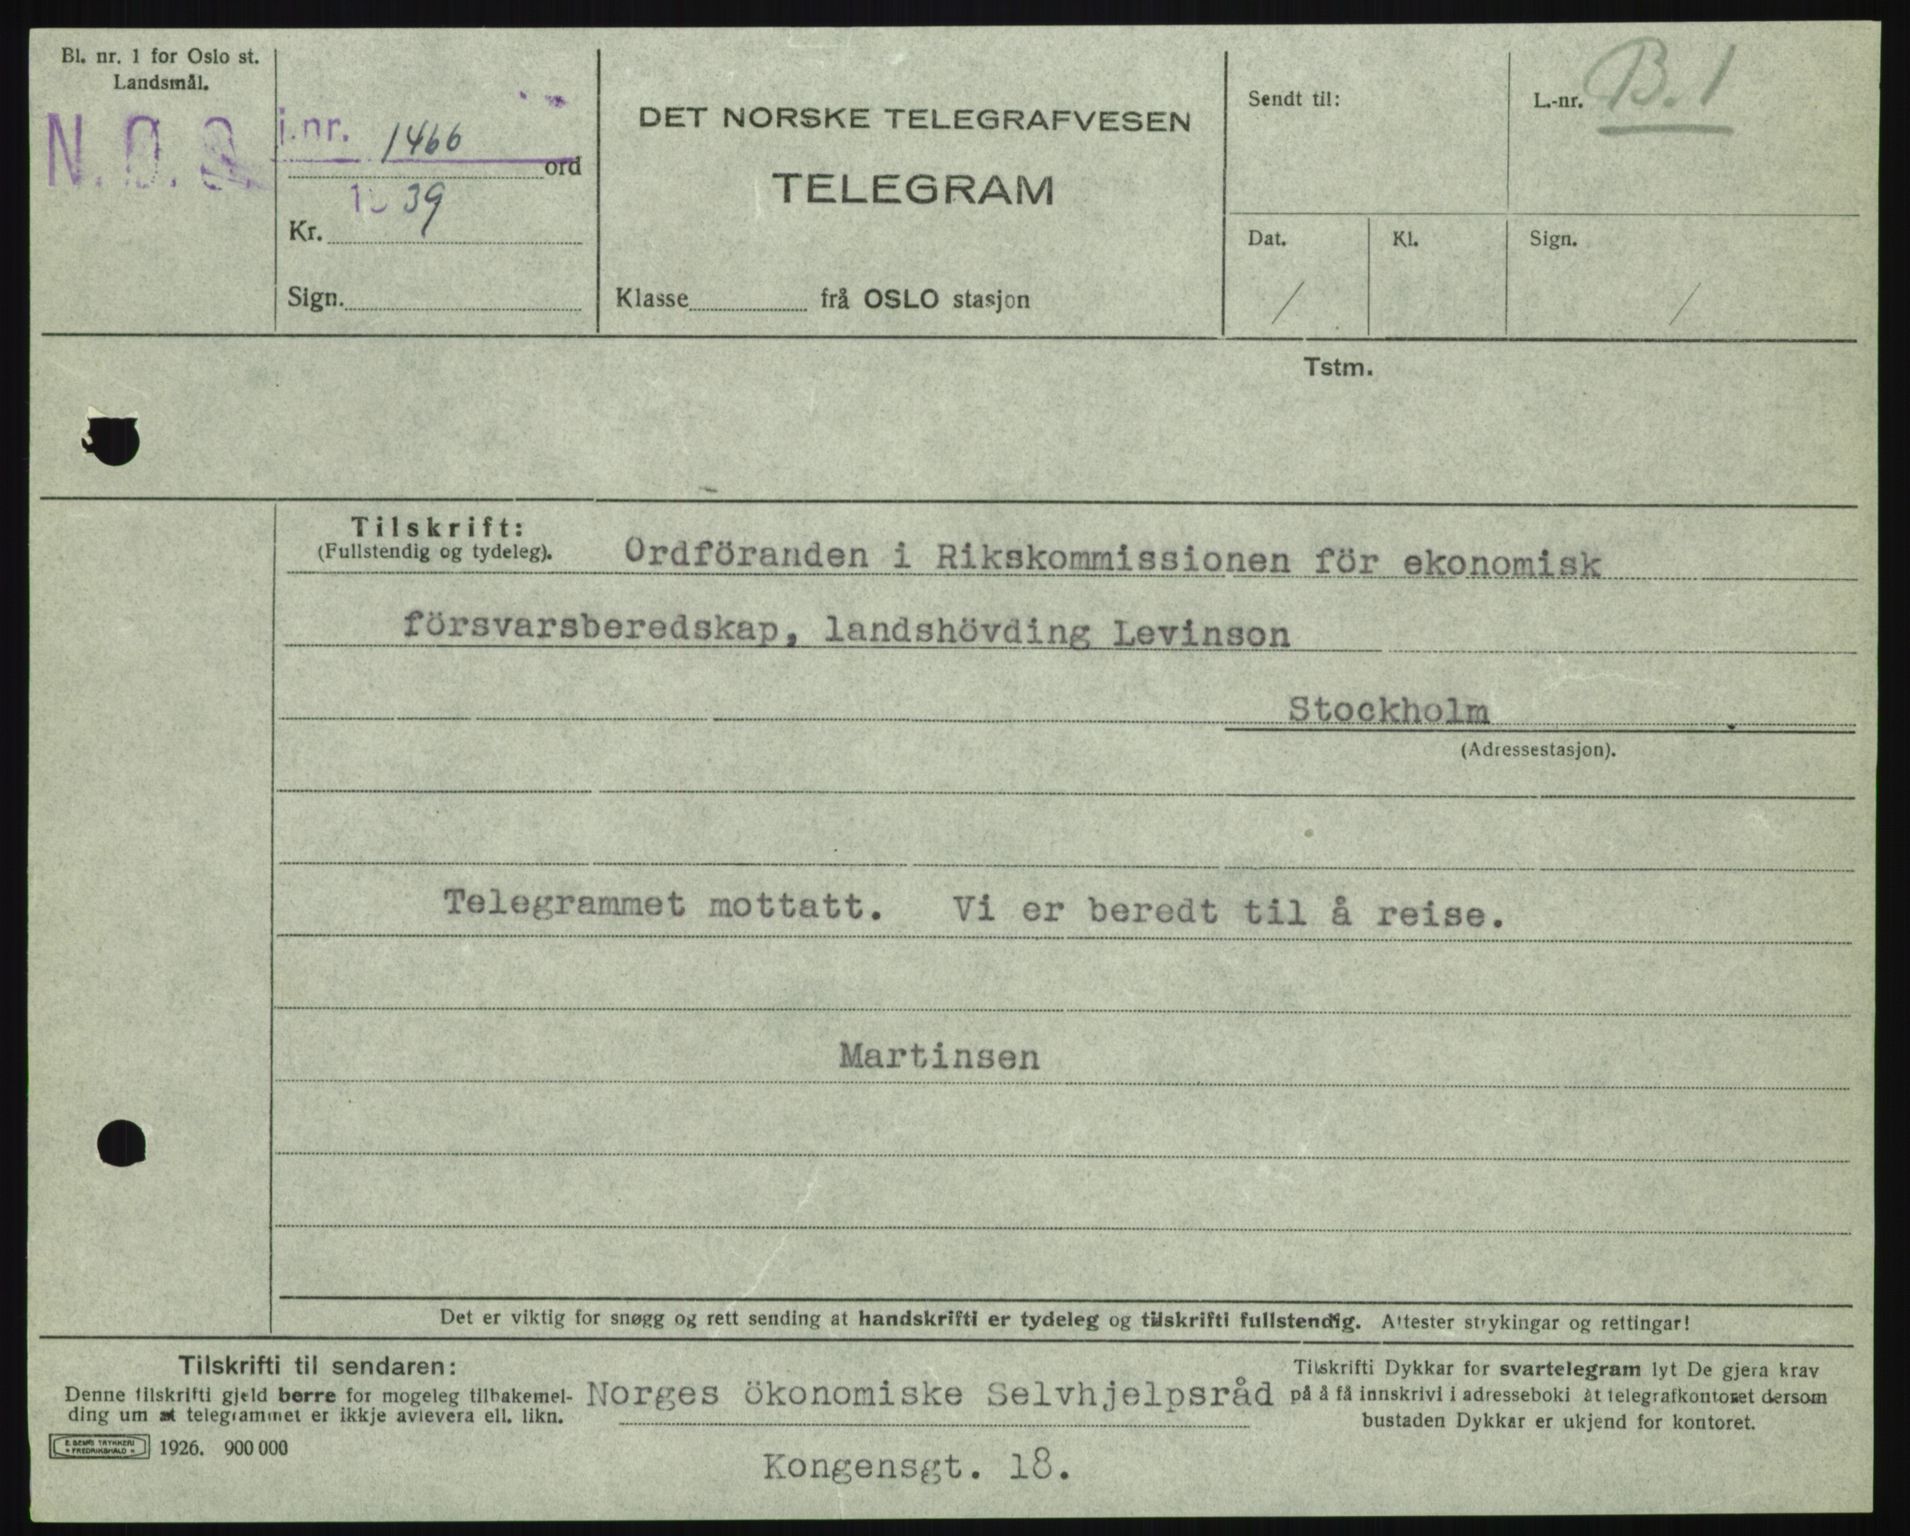 Bl. nr. 1 for Oslo st.
Landsmål.
N. Ø. S.
j.nr. 1466
ord
1939
Kr.
Sign.
DET NORSKE TELEGRAFVESEN
TELEGRAM
Klasse frå OSLO stasjon
Sendt til:
L.-nr. B.1
Dat.
Kl.
Sign.
/ /
Tstm.
Tilskrift:
(Fullstendig og tydeleg).
Ordföranden i Rikskommissionen för ekonomisk
försvarsberedskap, landshövding Levinson
Stockholm
(Adressestasjon).
Telegrammet mottatt. Vi er beredt til å reise.
Martinsen
Det er viktig for snøgg og rett sending at handskrifti er tydeleg og tilskrifti fullstendig. Attester strykingar og rettingar!
Tilskrifti til sendaren:
Denne tilskrifti gjeld berre for mogeleg tilbakemel-
ding um at telegrammet er ikkje avlevera ell. likn.
E. SEMS TRYKKERI
FREDRIKSHALD
1926. 900 000
Norges ökonomiske Selvhjelpsråd
Kongensgt. 18.
Tilskrifti Dykkar for svartelegram lyt De gjera krav
på å få innskrivi i adresseboki åt telegrafkontoret dersom
bustaden Dykkar er ukjend for kontoret.